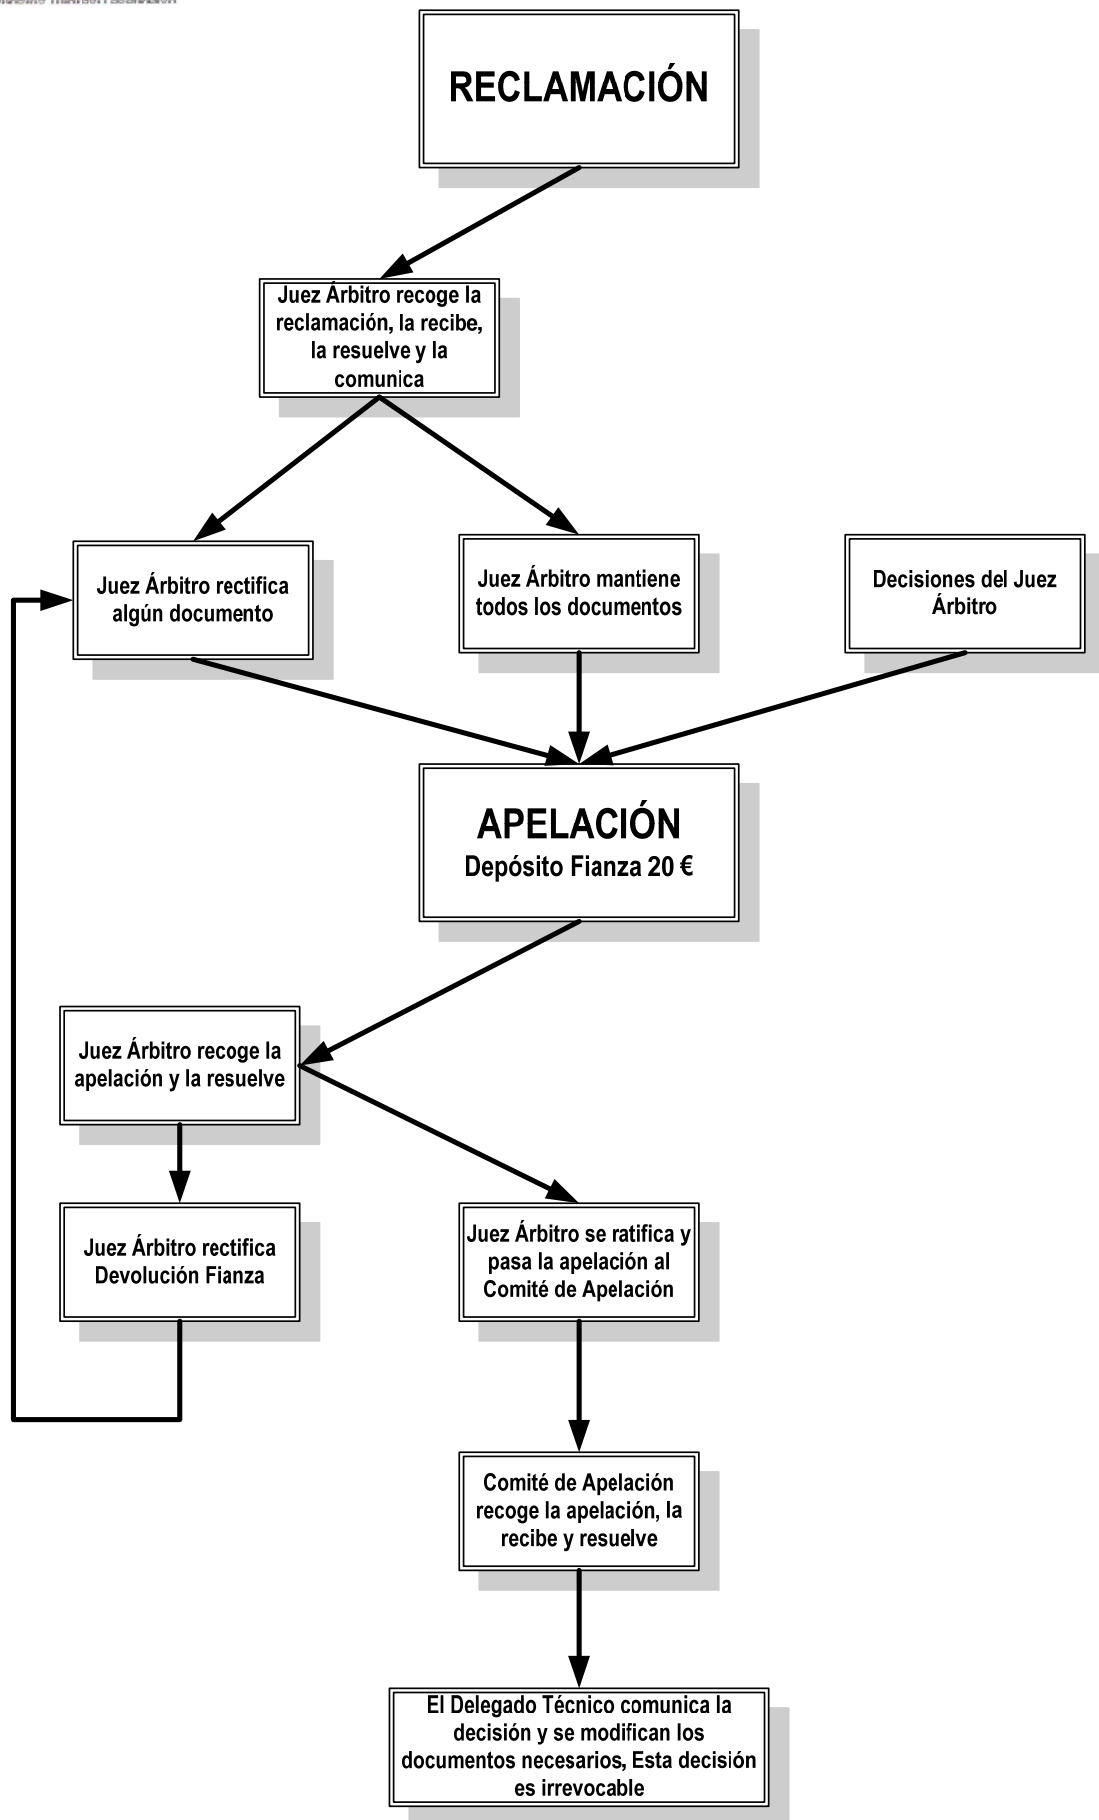 RECLAMACIÓN
Juez Árbitro recoge la
reclamación, la recibe,
la resuelve y la
comunica
Juez Árbitro rectifica
algún documento
Juez Árbitro mantiene
todos los documentos
Decisiones del Juez
Árbitro
APELACIÓN
Depósito Fianza 20 €
Juez Árbitro recoge la
apelación y la resuelve
Juez Árbitro rectifica
Devolución Fianza
Juez Árbitro se ratifica y
pasa la apelación al
Comité de Apelación
Comité de Apelación
recoge la apelación, la
recibe y resuelve
El Delegado Técnico comunica la
decisión y se modifican los
documentos necesarios, Esta decisión
es irrevocable